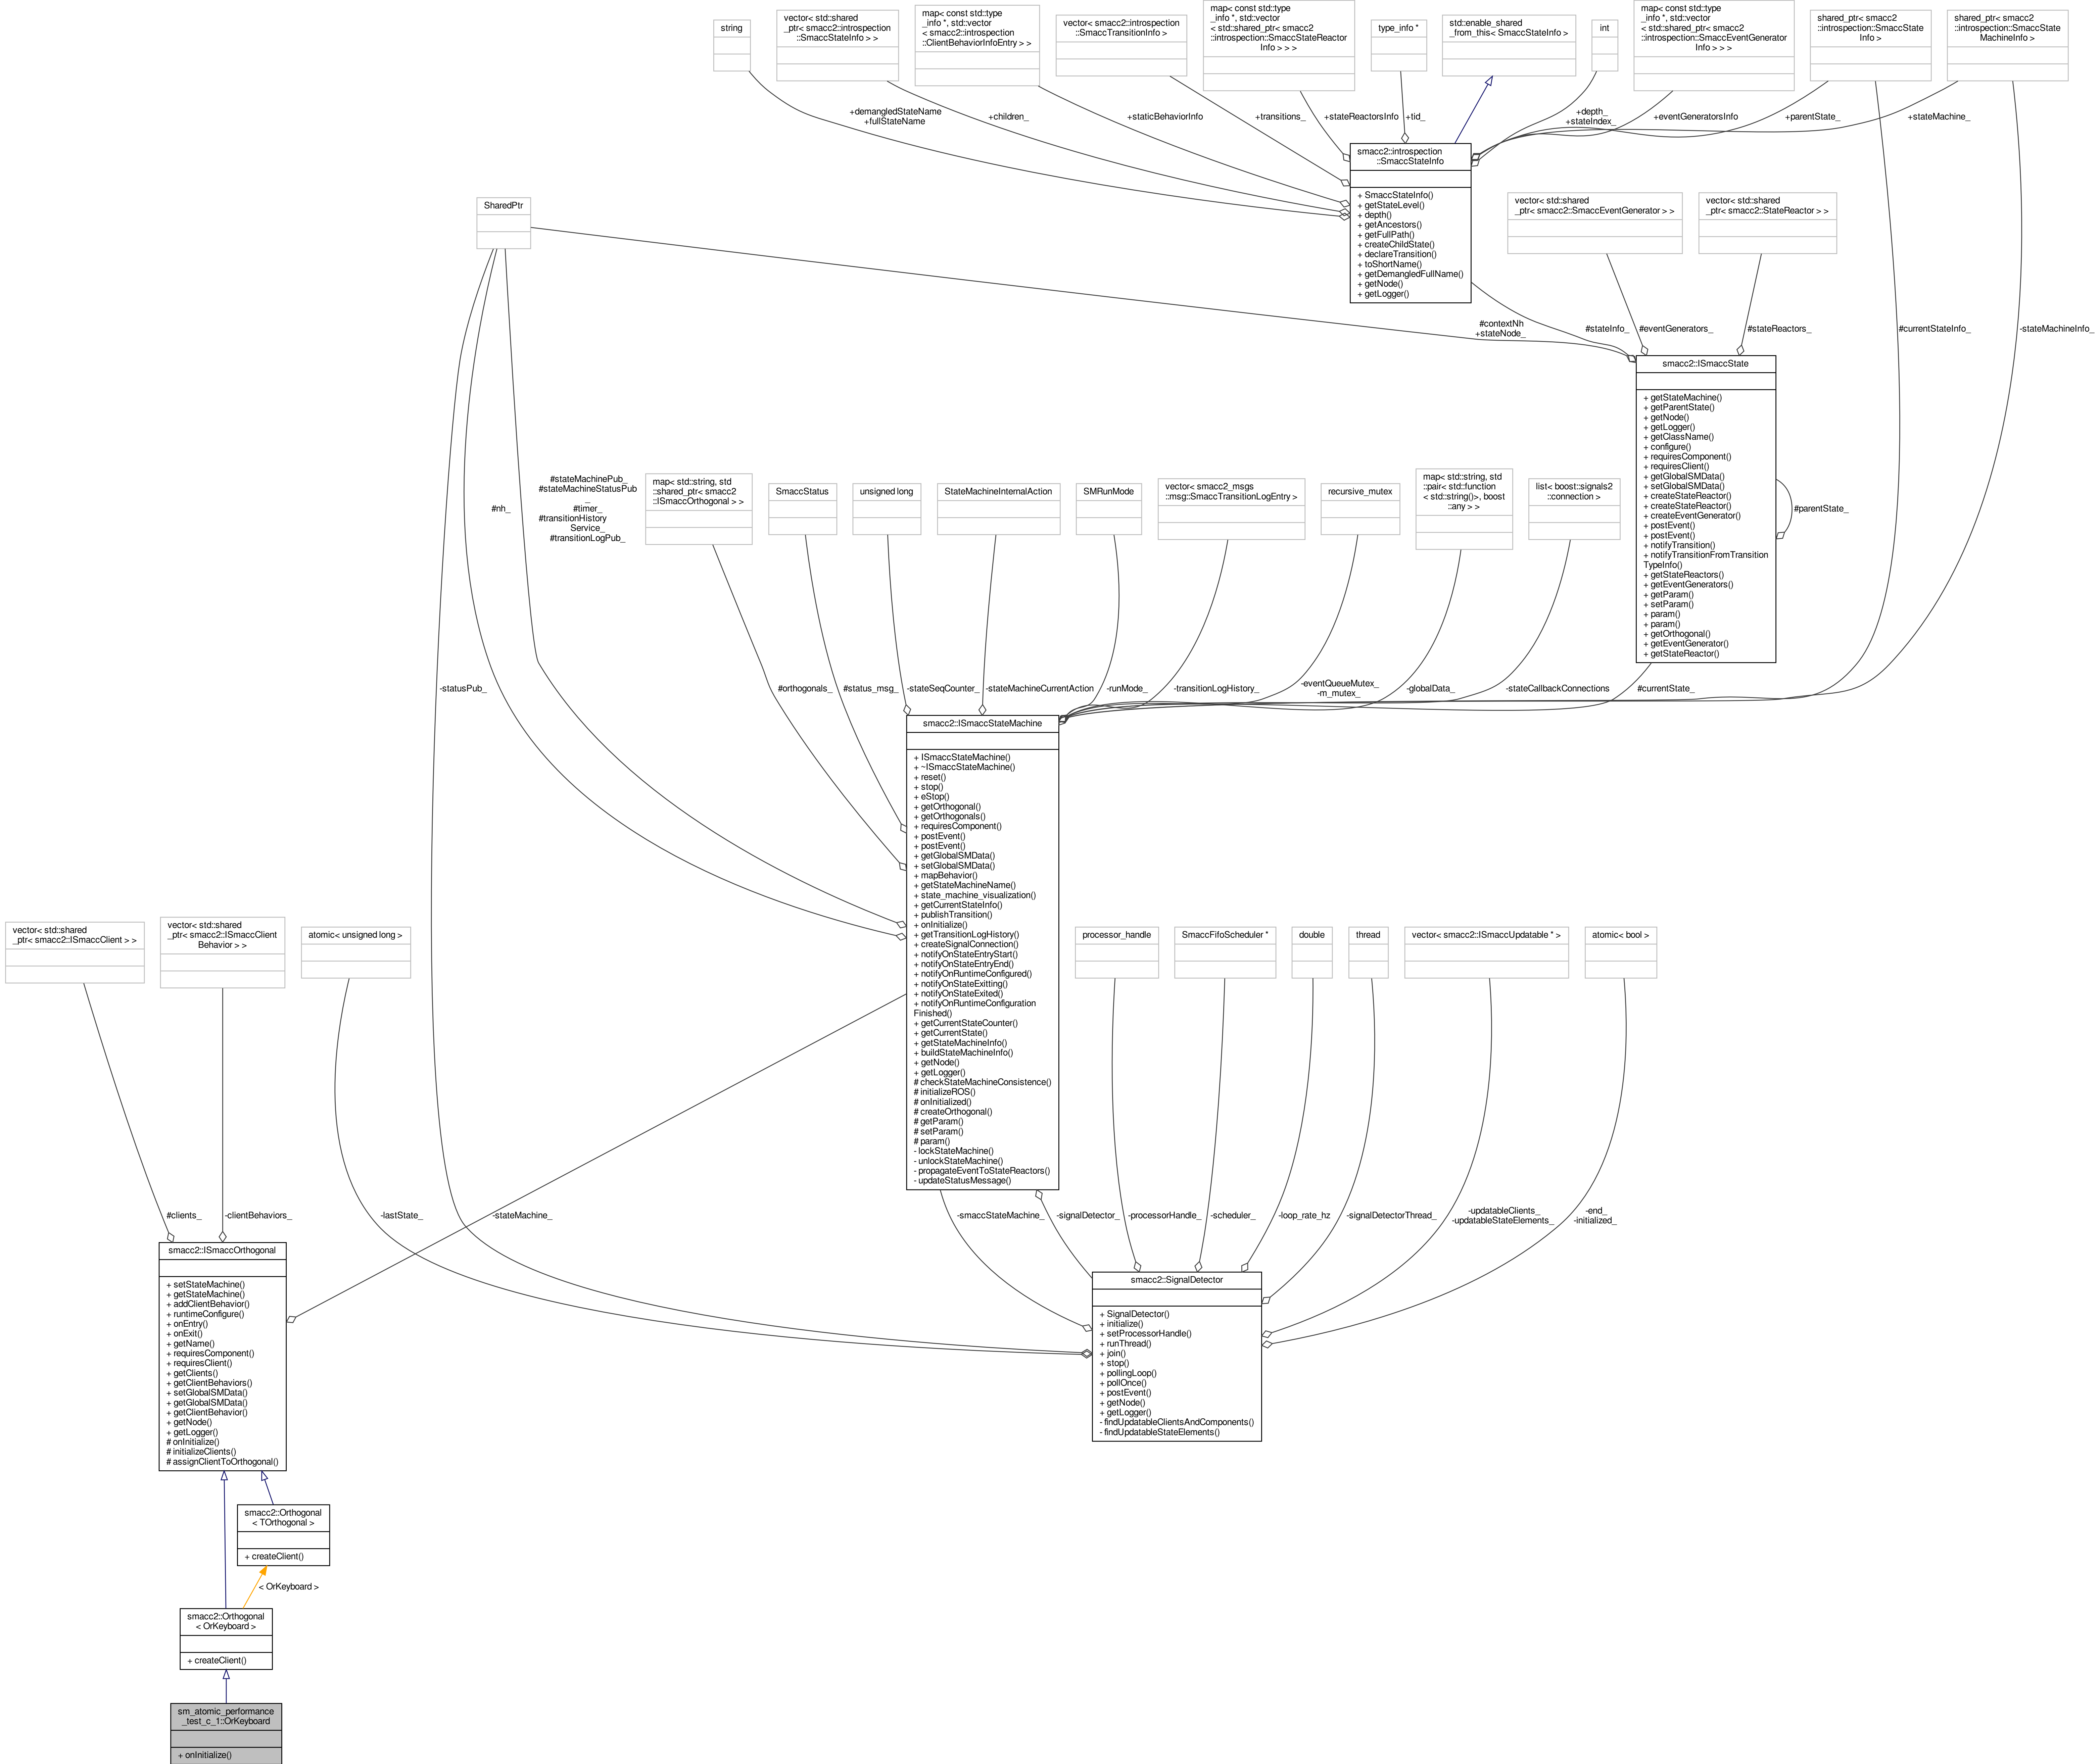 string
vector< std::shared
_ptr< smacc2::introspection
::SmaccStateInfo > >
map< const std::type
_info *, std::vector
< smacc2::introspection
::ClientBehaviorInfoEntry > >
vector< smacc2::introspection
::SmaccTransitionInfo >
map< const std::type
_info *, std::vector
< std::shared_ptr< smacc2
::introspection::SmaccStateReactor
Info > > >
type_info *
std::enable_shared
_from_this< SmaccStateInfo >
int
map< const std::type
_info *, std::vector
< std::shared_ptr< smacc2
::introspection::SmaccEventGenerator
Info > > >
shared_ptr< smacc2
::introspection::SmaccState
Info >
shared_ptr< smacc2
::introspection::SmaccState
MachineInfo >
+demangledStateName
+fullStateName
+children_
+staticBehaviorInfo
+transitions_
+stateReactorsInfo
+tid_
+depth_
+stateIndex_
+eventGeneratorsInfo
+parentState_
+stateMachine_
smacc2::introspection
::SmaccStateInfo
+ SmaccStateInfo()
+ getStateLevel()
+ depth()
+ getAncestors()
+ getFullPath()
+ createChildState()
+ declareTransition()
+ toShortName()
+ getDemangledFullName()
+ getNode()
+ getLogger()
SharedPtr
vector< std::shared
_ptr< smacc2::SmaccEventGenerator > >
vector< std::shared
_ptr< smacc2::StateReactor > >
#contextNh
+stateNode_
#stateInfo_
#eventGenerators_
#stateReactors_
#currentStateInfo_
-stateMachineInfo_
smacc2::ISmaccState
+ getStateMachine()
+ getParentState()
+ getNode()
+ getLogger()
+ getClassName()
+ configure()
+ requiresComponent()
+ requiresClient()
+ getGlobalSMData()
+ setGlobalSMData()
+ createStateReactor()
+ createStateReactor()
+ createEventGenerator()
+ postEvent()
+ postEvent()
+ notifyTransition()
+ notifyTransitionFromTransition
TypeInfo()
+ getStateReactors()
+ getEventGenerators()
+ getParam()
+ setParam()
+ param()
+ param()
+ getOrthogonal()
+ getEventGenerator()
+ getStateReactor()
#parentState_
#nh_
#stateMachinePub_
#stateMachineStatusPub
_
#timer_
#transitionHistory
Service_
#transitionLogPub_
map< std::string, std
::shared_ptr< smacc2
::ISmaccOrthogonal > >
SmaccStatus
unsigned long
StateMachineInternalAction
SMRunMode
vector< smacc2_msgs
::msg::SmaccTransitionLogEntry >
recursive_mutex
map< std::string, std
::pair< std::function
< std::string()>, boost
::any > >
list< boost::signals2
::connection >
-statusPub_
#orthogonals_
#status_msg_
-stateSeqCounter_
-stateMachineCurrentAction
-runMode_
-transitionLogHistory_
-eventQueueMutex_
-m_mutex_
-globalData_
-stateCallbackConnections
#currentState_
smacc2::ISmaccStateMachine
+ ISmaccStateMachine()
+ ~ISmaccStateMachine()
+ reset()
+ stop()
+ eStop()
+ getOrthogonal()
+ getOrthogonals()
+ requiresComponent()
+ postEvent()
+ postEvent()
+ getGlobalSMData()
+ setGlobalSMData()
+ mapBehavior()
+ getStateMachineName()
+ state_machine_visualization()
+ getCurrentStateInfo()
+ publishTransition()
+ onInitialize()
+ getTransitionLogHistory()
+ createSignalConnection()
+ notifyOnStateEntryStart()
+ notifyOnStateEntryEnd()
+ notifyOnRuntimeConfigured()
+ notifyOnStateExitting()
+ notifyOnStateExited()
+ notifyOnRuntimeConfiguration
Finished()
+ getCurrentStateCounter()
+ getCurrentState()
+ getStateMachineInfo()
+ buildStateMachineInfo()
+ getNode()
+ getLogger()
# checkStateMachineConsistence()
# initializeROS()
# onInitialized()
# createOrthogonal()
# getParam()
# setParam()
# param()
- lockStateMachine()
- unlockStateMachine()
- propagateEventToStateReactors()
- updateStatusMessage()
vector< std::shared
_ptr< smacc2::ISmaccClient > >
vector< std::shared
_ptr< smacc2::ISmaccClient
Behavior > >
atomic< unsigned long >
processor_handle
SmaccFifoScheduler *
double
thread
vector< smacc2::ISmaccUpdatable * >
atomic< bool >
#clients_
-clientBehaviors_
-lastState_
-stateMachine_
-smaccStateMachine_
-signalDetector_
-processorHandle_
-scheduler_
-loop_rate_hz
-signalDetectorThread_
-updatableClients_
-updatableStateElements_
-end_
-initialized_
smacc2::ISmaccOrthogonal
+ setStateMachine()
+ getStateMachine()
+ addClientBehavior()
+ runtimeConfigure()
+ onEntry()
+ onExit()
+ getName()
+ requiresComponent()
+ requiresClient()
+ getClients()
+ getClientBehaviors()
+ setGlobalSMData()
+ getGlobalSMData()
+ getClientBehavior()
+ getNode()
+ getLogger()
# onInitialize()
# initializeClients()
# assignClientToOrthogonal()
smacc2::SignalDetector
+ SignalDetector()
+ initialize()
+ setProcessorHandle()
+ runThread()
+ join()
+ stop()
+ pollingLoop()
+ pollOnce()
+ postEvent()
+ getNode()
+ getLogger()
- findUpdatableClientsAndComponents()
- findUpdatableStateElements()
smacc2::Orthogonal
< TOrthogonal >
+ createClient()
< OrKeyboard >
smacc2::Orthogonal
< OrKeyboard >
+ createClient()
sm_atomic_performance
_test_c_1::OrKeyboard
+ onInitialize()